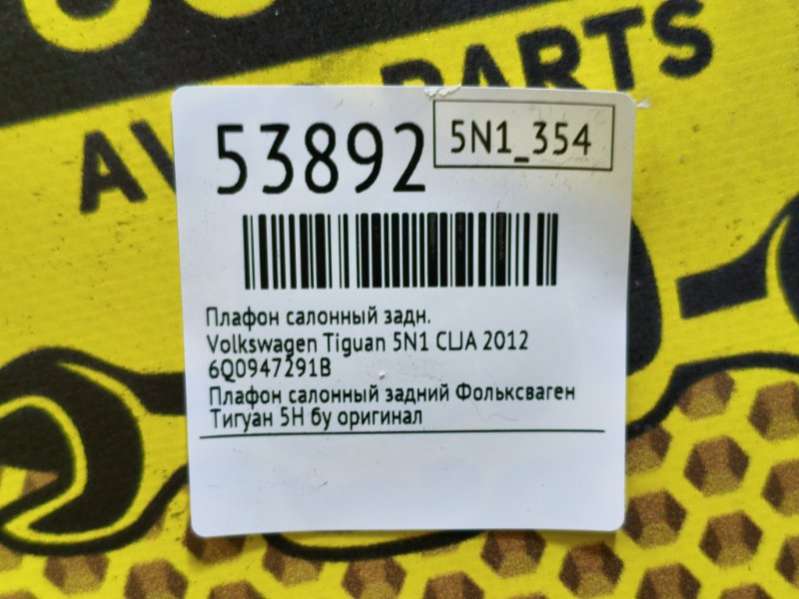 PARTS
53892
5N1_354
Плафон салонный задн.
Volkswagen Tiguan 5N1 CLJA 2012
6Q0947291B
Плафон салонный задний Фольксваген
Тигуан 5Н бу оригинал